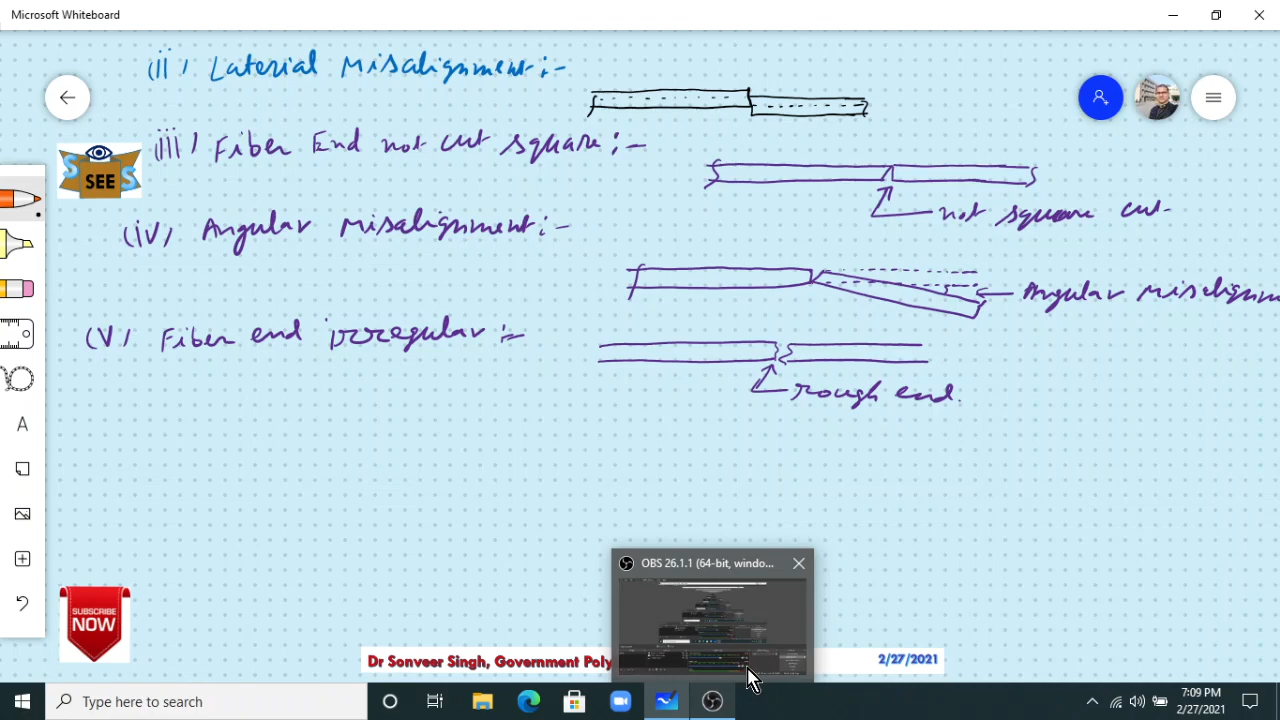 Microsoft Whiteboard
(ii) Laterial Misalignment:-
(iii) Fiber End not cut square:-
SEE
not square cut
(iv) Angular Misalignment:-
Angular Misalignm
(v) Fiber end irregular:-
rough end.
OBS 26.1.1 (64-bit, windo...
SUBSCRIBE
NOW
Dr Sonveer Singh, Government Poly
2/27/2021
Type here to search
7:09 PM
2/27/2021